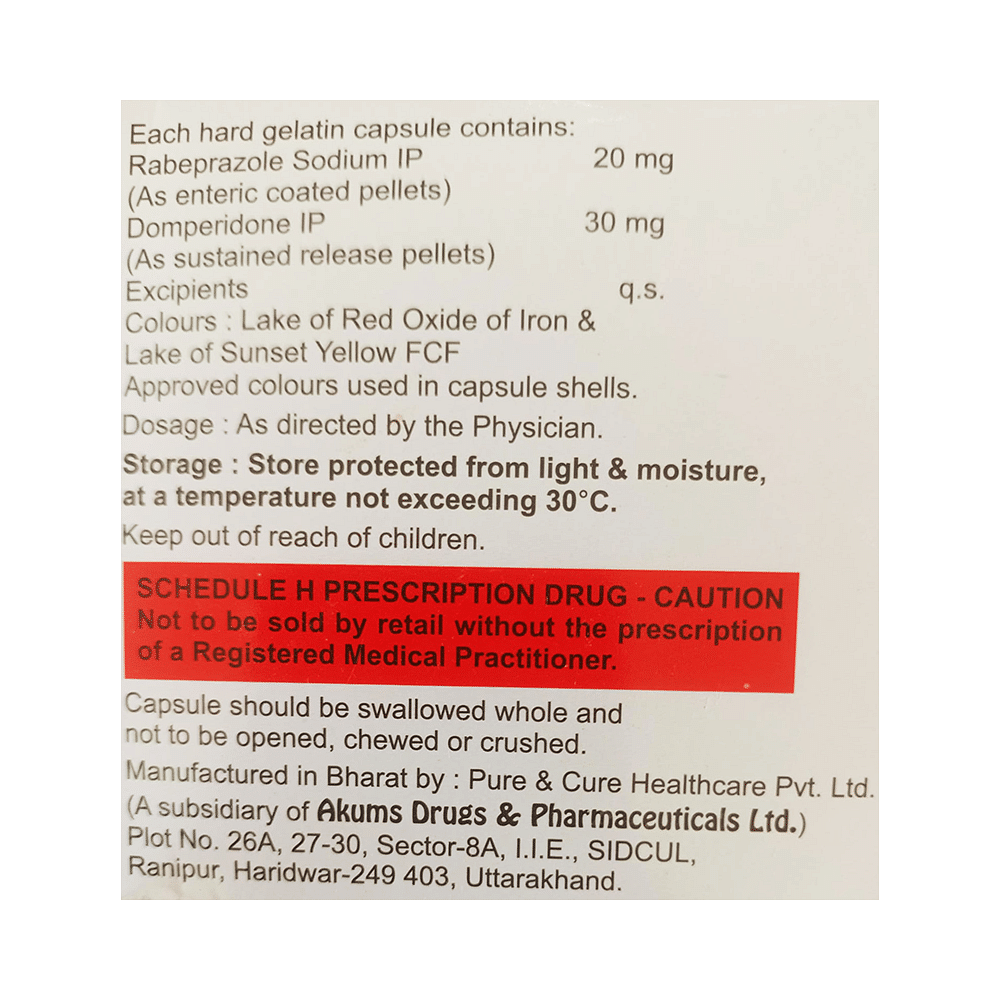 Each hard gelatin capsule contains:
Rabeprazole Sodium IP 20 mg
(As enteric coated pellets)
Domperidone IP 30 mg
(As sustained release pellets)
Excipients q.s.
Colours : Lake of Red Oxide of Iron &
Lake of Sunset Yellow FCF
Approved colours used in capsule shells.
Dosage : As directed by the Physician.
Storage : Store protected from light & moisture,
at a temperature not exceeding 30°C.
Keep out of reach of children.
SCHEDULE H PRESCRIPTION DRUG - CAUTION
Not to be sold by retail without the prescription
of a Registered Medical Practitioner.
Capsule should be swallowed whole and
not to be opened, chewed or crushed.
Manufactured in Bharat by : Pure & Cure Healthcare Pvt. Ltd.
(A subsidiary of Akums Drugs & Pharmaceuticals Ltd.)
Plot No. 26A, 27-30, Sector-8A, I.I.E., SIDCUL,
Ranipur, Haridwar-249 403, Uttarakhand.